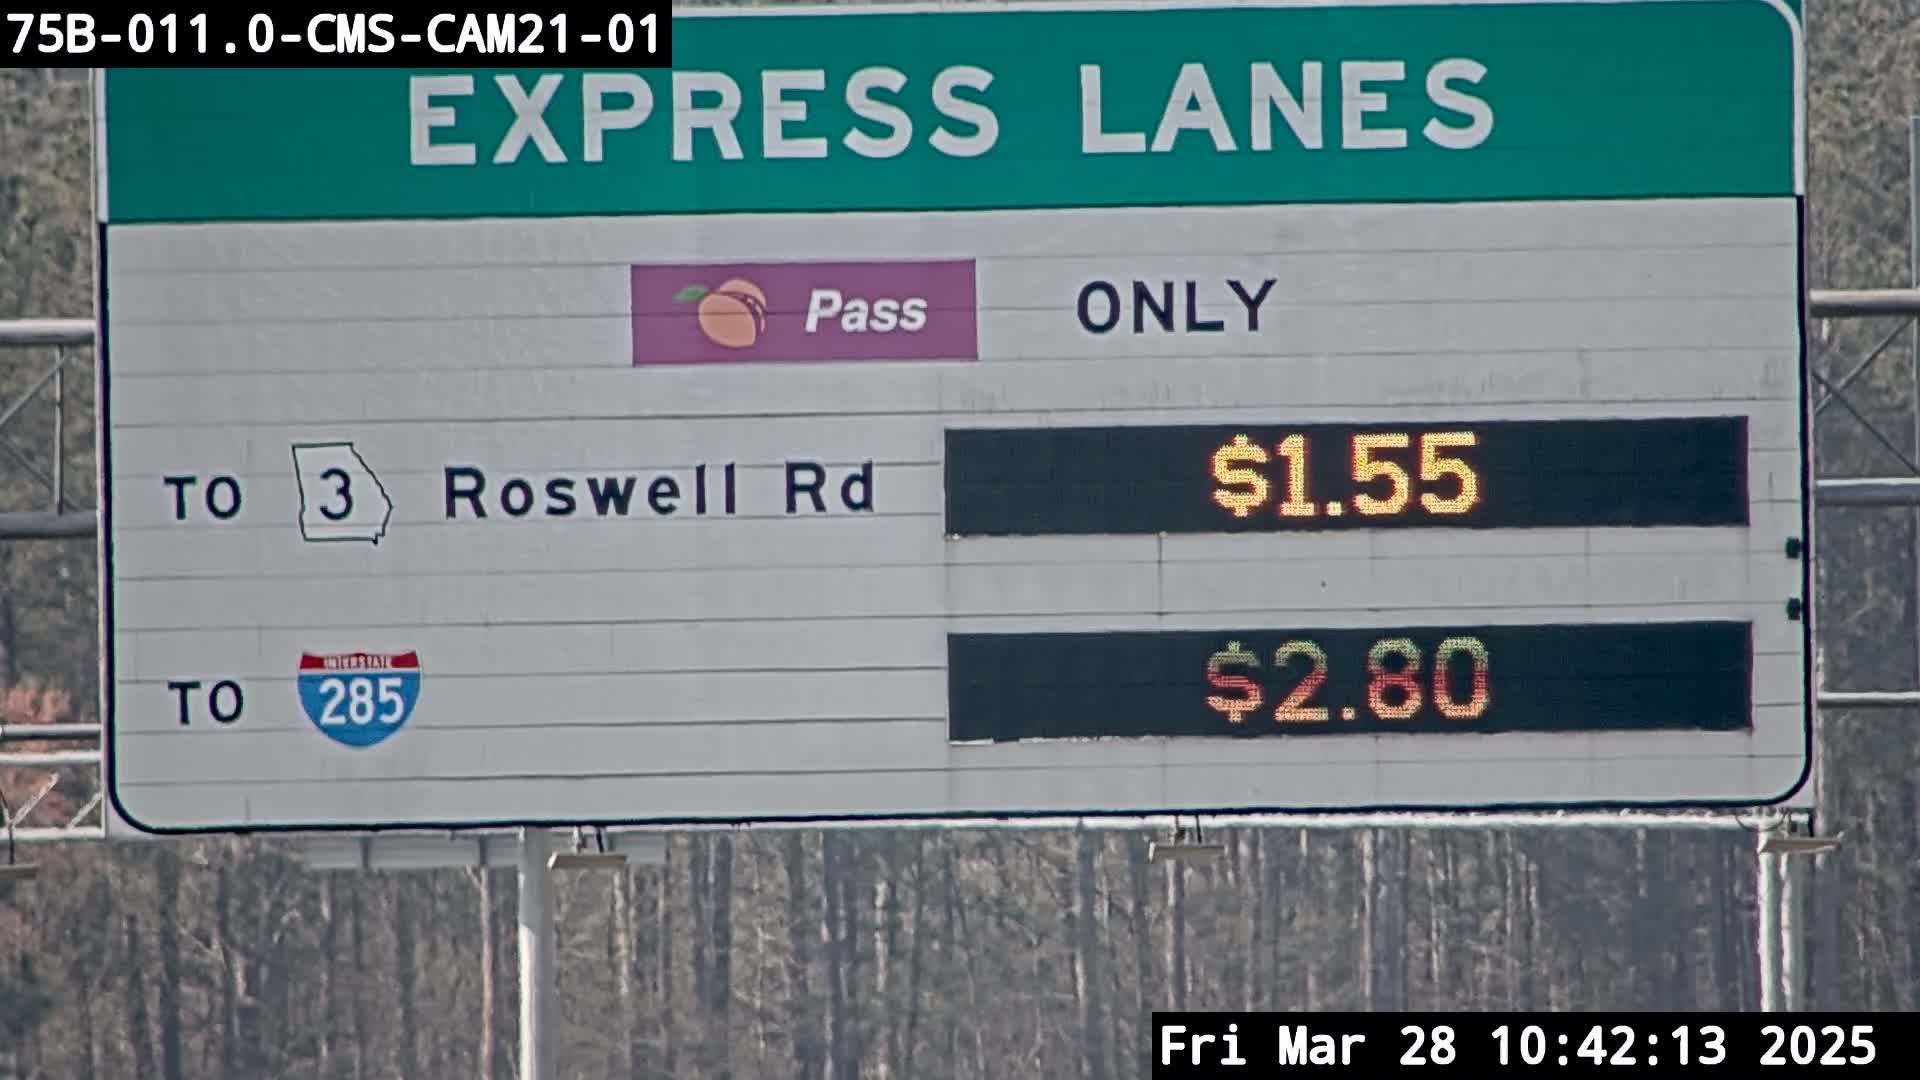 75B-011.0-CMS-CAM21-01
EXPRESS LANES
Pass ONLY
TO 3 Roswell Rd $1.55
TO INTERSTATE 285 $2.80
Fri Mar 28 10:42:13 2025